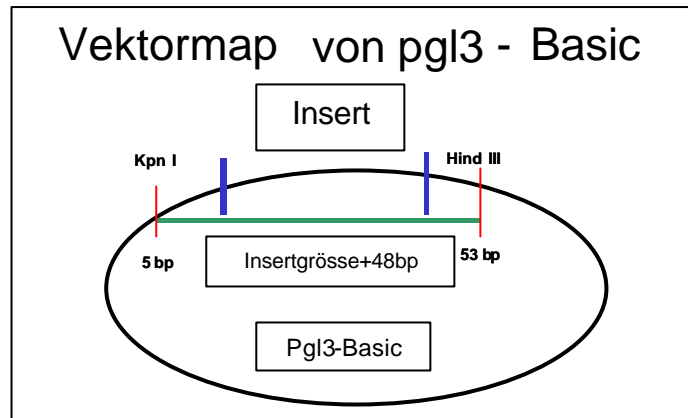 Vektormap von pgl3 - Basic
Insert
Kpn I
Hind III
5 bp
Insertgrösse+48bp
53 bp
Pgl3-Basic